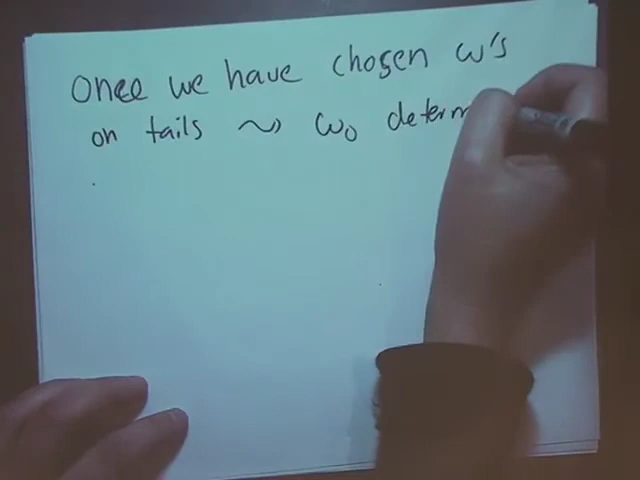 Once we have chosen ω's
on tails ⇝ ω₀ determ